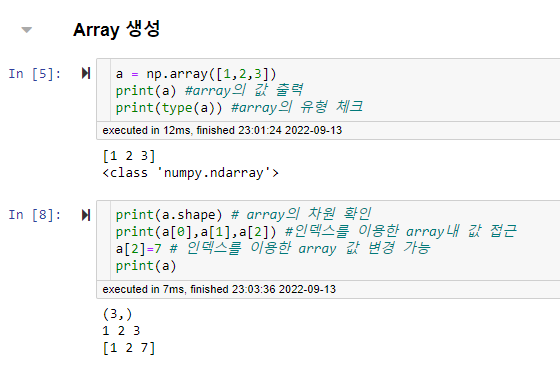 Array 생성
In [5]:
a = np.array([1,2,3])
print(a) #array의 값 출력
print(type(a)) #array의 유형 체크
executed in 12ms, finished 23:01:24 2022-09-13
[1 2 3]
<class 'numpy.ndarray'>
In [8]:
print(a.shape) # array의 차원 확인
print(a[0],a[1],a[2]) #인덱스를 이용한 array내 값 접근
a[2]=7 # 인덱스를 이용한 array 값 변경 가능
print(a)
executed in 7ms, finished 23:03:36 2022-09-13
(3,)
1 2 3
[1 2 7]